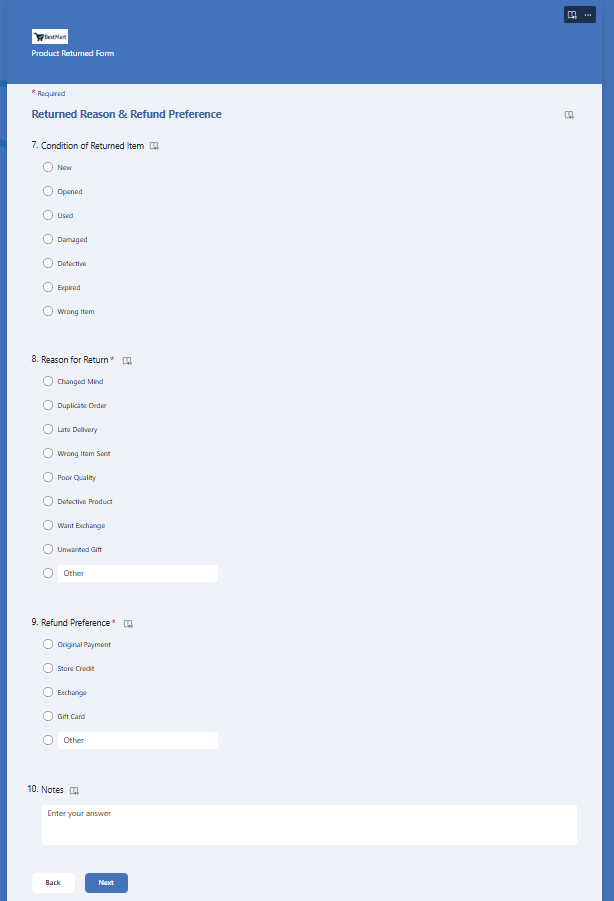 BestMart
Product Returned Form
* Required
Returned Reason & Refund Preference
7. Condition of Returned Item
New
Opened
Used
Damaged
Defective
Expired
Wrong Item
8. Reason for Return *
Changed Mind
Duplicate Order
Late Delivery
Wrong Item Sent
Poor Quality
Defective Product
Want Exchange
Unwanted Gift
Other
9. Refund Preference *
Original Payment
Store Credit
Exchange
Gift Card
Other
10. Notes
Enter your answer
Back
Next